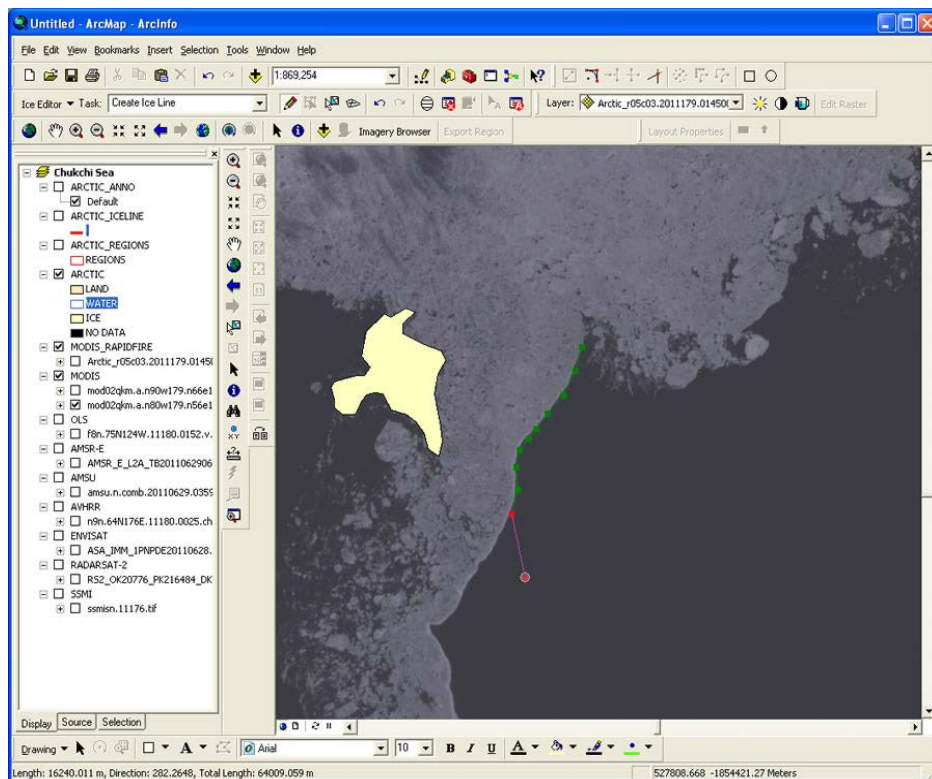 Untitled - ArcMap - ArcInfo
File Edit View Bookmarks Insert Selection Tools Window Help
1:869,254
Ice Editor Task: Create Ice Line Layer: Arctic_r05c03.2011179.0145 Edit Raster
Imagery Browser Export Region Layout Properties
Chukchi Sea
ARCTIC_ANNO
Default
ARCTIC_ICELINE
ARCTIC_REGIONS
REGIONS
ARCTIC
LAND
WATER
ICE
NO DATA
MODIS_RAPIDFIRE
Arctic_r05c03.2011179.0145
MODIS
mod02qkm.a.n90w179.n66e1
mod02qkm.a.n80w179.n56e1
OLS
f8n.75N124W.11180.0152.v.
AMSR-E
AMSR_E_L2A_TB2011062906
AMSU
amsu.n.comb.20110629.0359
AVHRR
n9n.64N176E.11180.0025.ch
ENVISAT
ASA_IMM_1PNPDE20110628.
RADARSAT-2
RS2_OK20776_PK216484_DK
SSMI
ssmisn.11176.tif
Display Source Selection
Drawing A Arial 10 B I U A
Length: 16240.011 m, Direction: 282.2648, Total Length: 64009.059 m 527808.668 -1854421.27 Meters